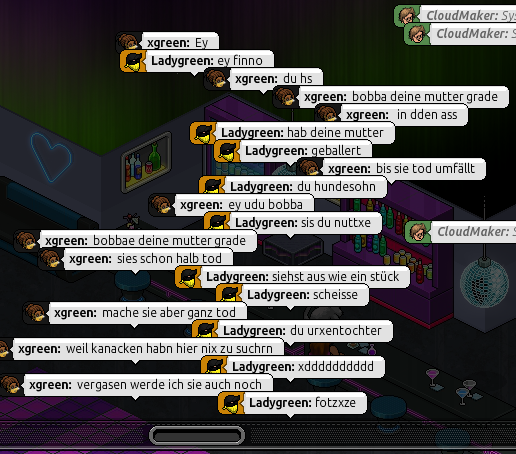 CloudMaker: Sys
CloudMaker: S
xgreen: Ey
Ladygreen: ey finno
xgreen: du hs
xgreen: bobba deine mutter grade
xgreen: in dden ass
Ladygreen: hab deine mutter
Ladygreen: geballert
xgreen: bis sie tod umfällt
Ladygreen: du hundesohn
xgreen: ey udu bobba
Ladygreen: sis du nuttxe
CloudMaker: S
xgreen: bobbae deine mutter grade
xgreen: sies schon halb tod
Ladygreen: siehst aus wie ein stück
Ladygreen: scheisse
xgreen: mache sie aber ganz tod
Ladygreen: du urxentochter
xgreen: weil kanacken habn hier nix zu suchrn
Ladygreen: xdddddddddd
xgreen: vergasen werde ich sie auch noch
Ladygreen: fotzxze